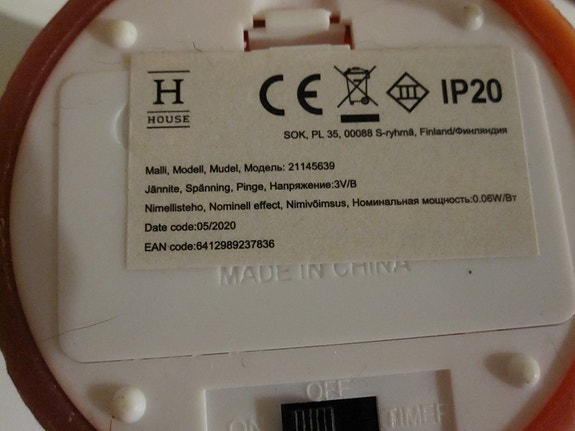 H
HOUSE
CE III IP20
SOK, PL 35, 00088 S-ryhmä, Finland/Финляндия
Malli, Modell, Mudel, Модель: 21145639
Jännite, Spänning, Pinge, Напряжение:3V/B
Nimellisteho, Nominell effect, Nimivõimsus, Номинальная мощность:0.06W/Вт
Date code:05/2020
EAN code:6412989237836
MADE IN CHINA
OFF
ON TIMER